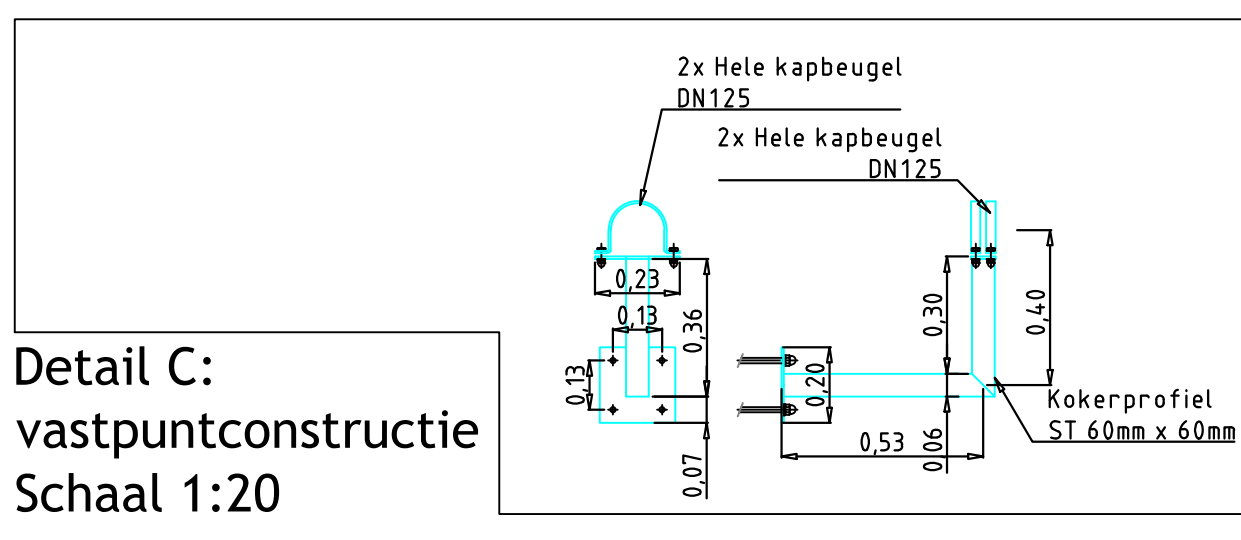 2x Hele kapbeugel
DN125
2x Hele kapbeugel
DN125
0,23
0,13
0,13
0,36
0,07
0,20
0,53
0,30
0,06
0,40
Kokerprofiel
ST 60mm x 60mm
Detail C:
vastpuntconstructie
Schaal 1:20